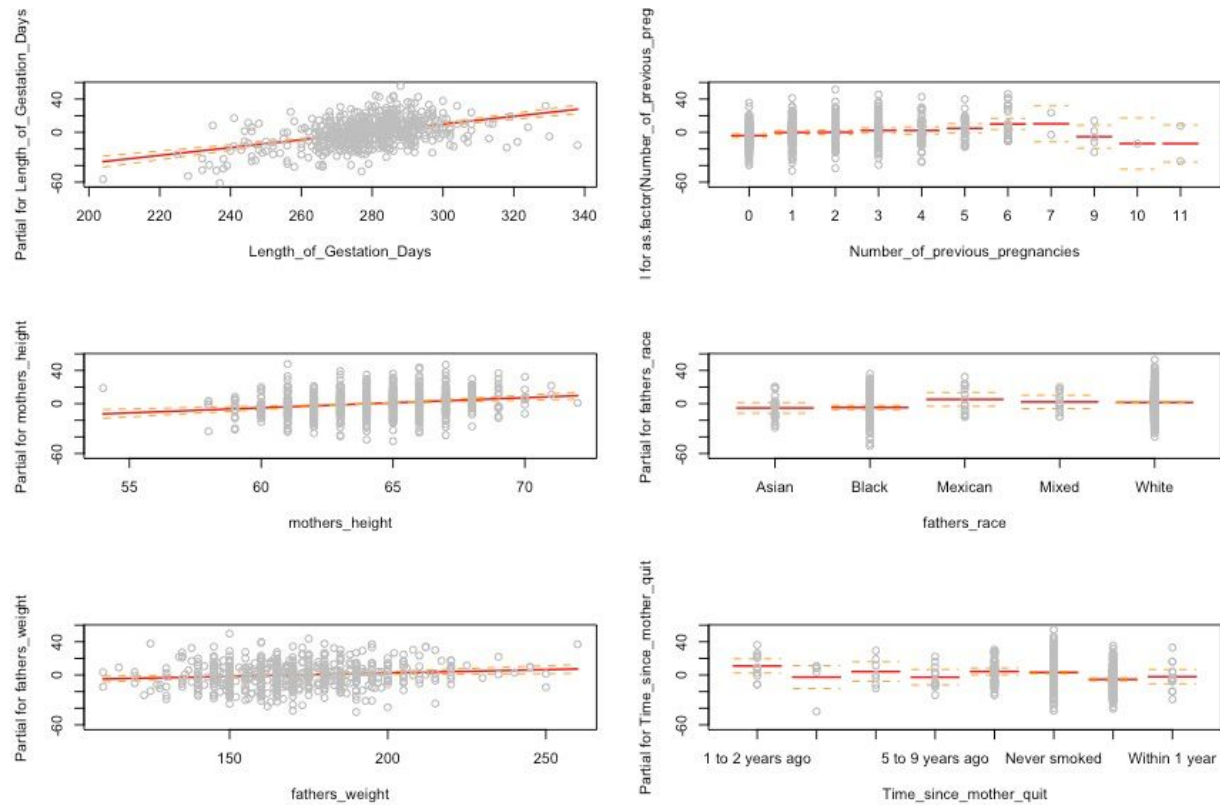 Partial for Length_of_Gestation_Days
40
0
-60
200 220 240 260 280 300 320 340
Length_of_Gestation_Days
l for as.factor(Number_of_previous_preg
40
0
-60
0 1 2 3 4 5 6 7 9 10 11
Number_of_previous_pregnancies
Partial for mothers_height
40
0
-60
55 60 65 70
mothers_height
Partial for fathers_race
40
0
-60
Asian Black Mexican Mixed White
fathers_race
Partial for fathers_weight
40
0
-60
150 200 250
fathers_weight
Partial for Time_since_mother_quit
40
0
-60
1 to 2 years ago 5 to 9 years ago Never smoked Within 1 year
Time_since_mother_quit